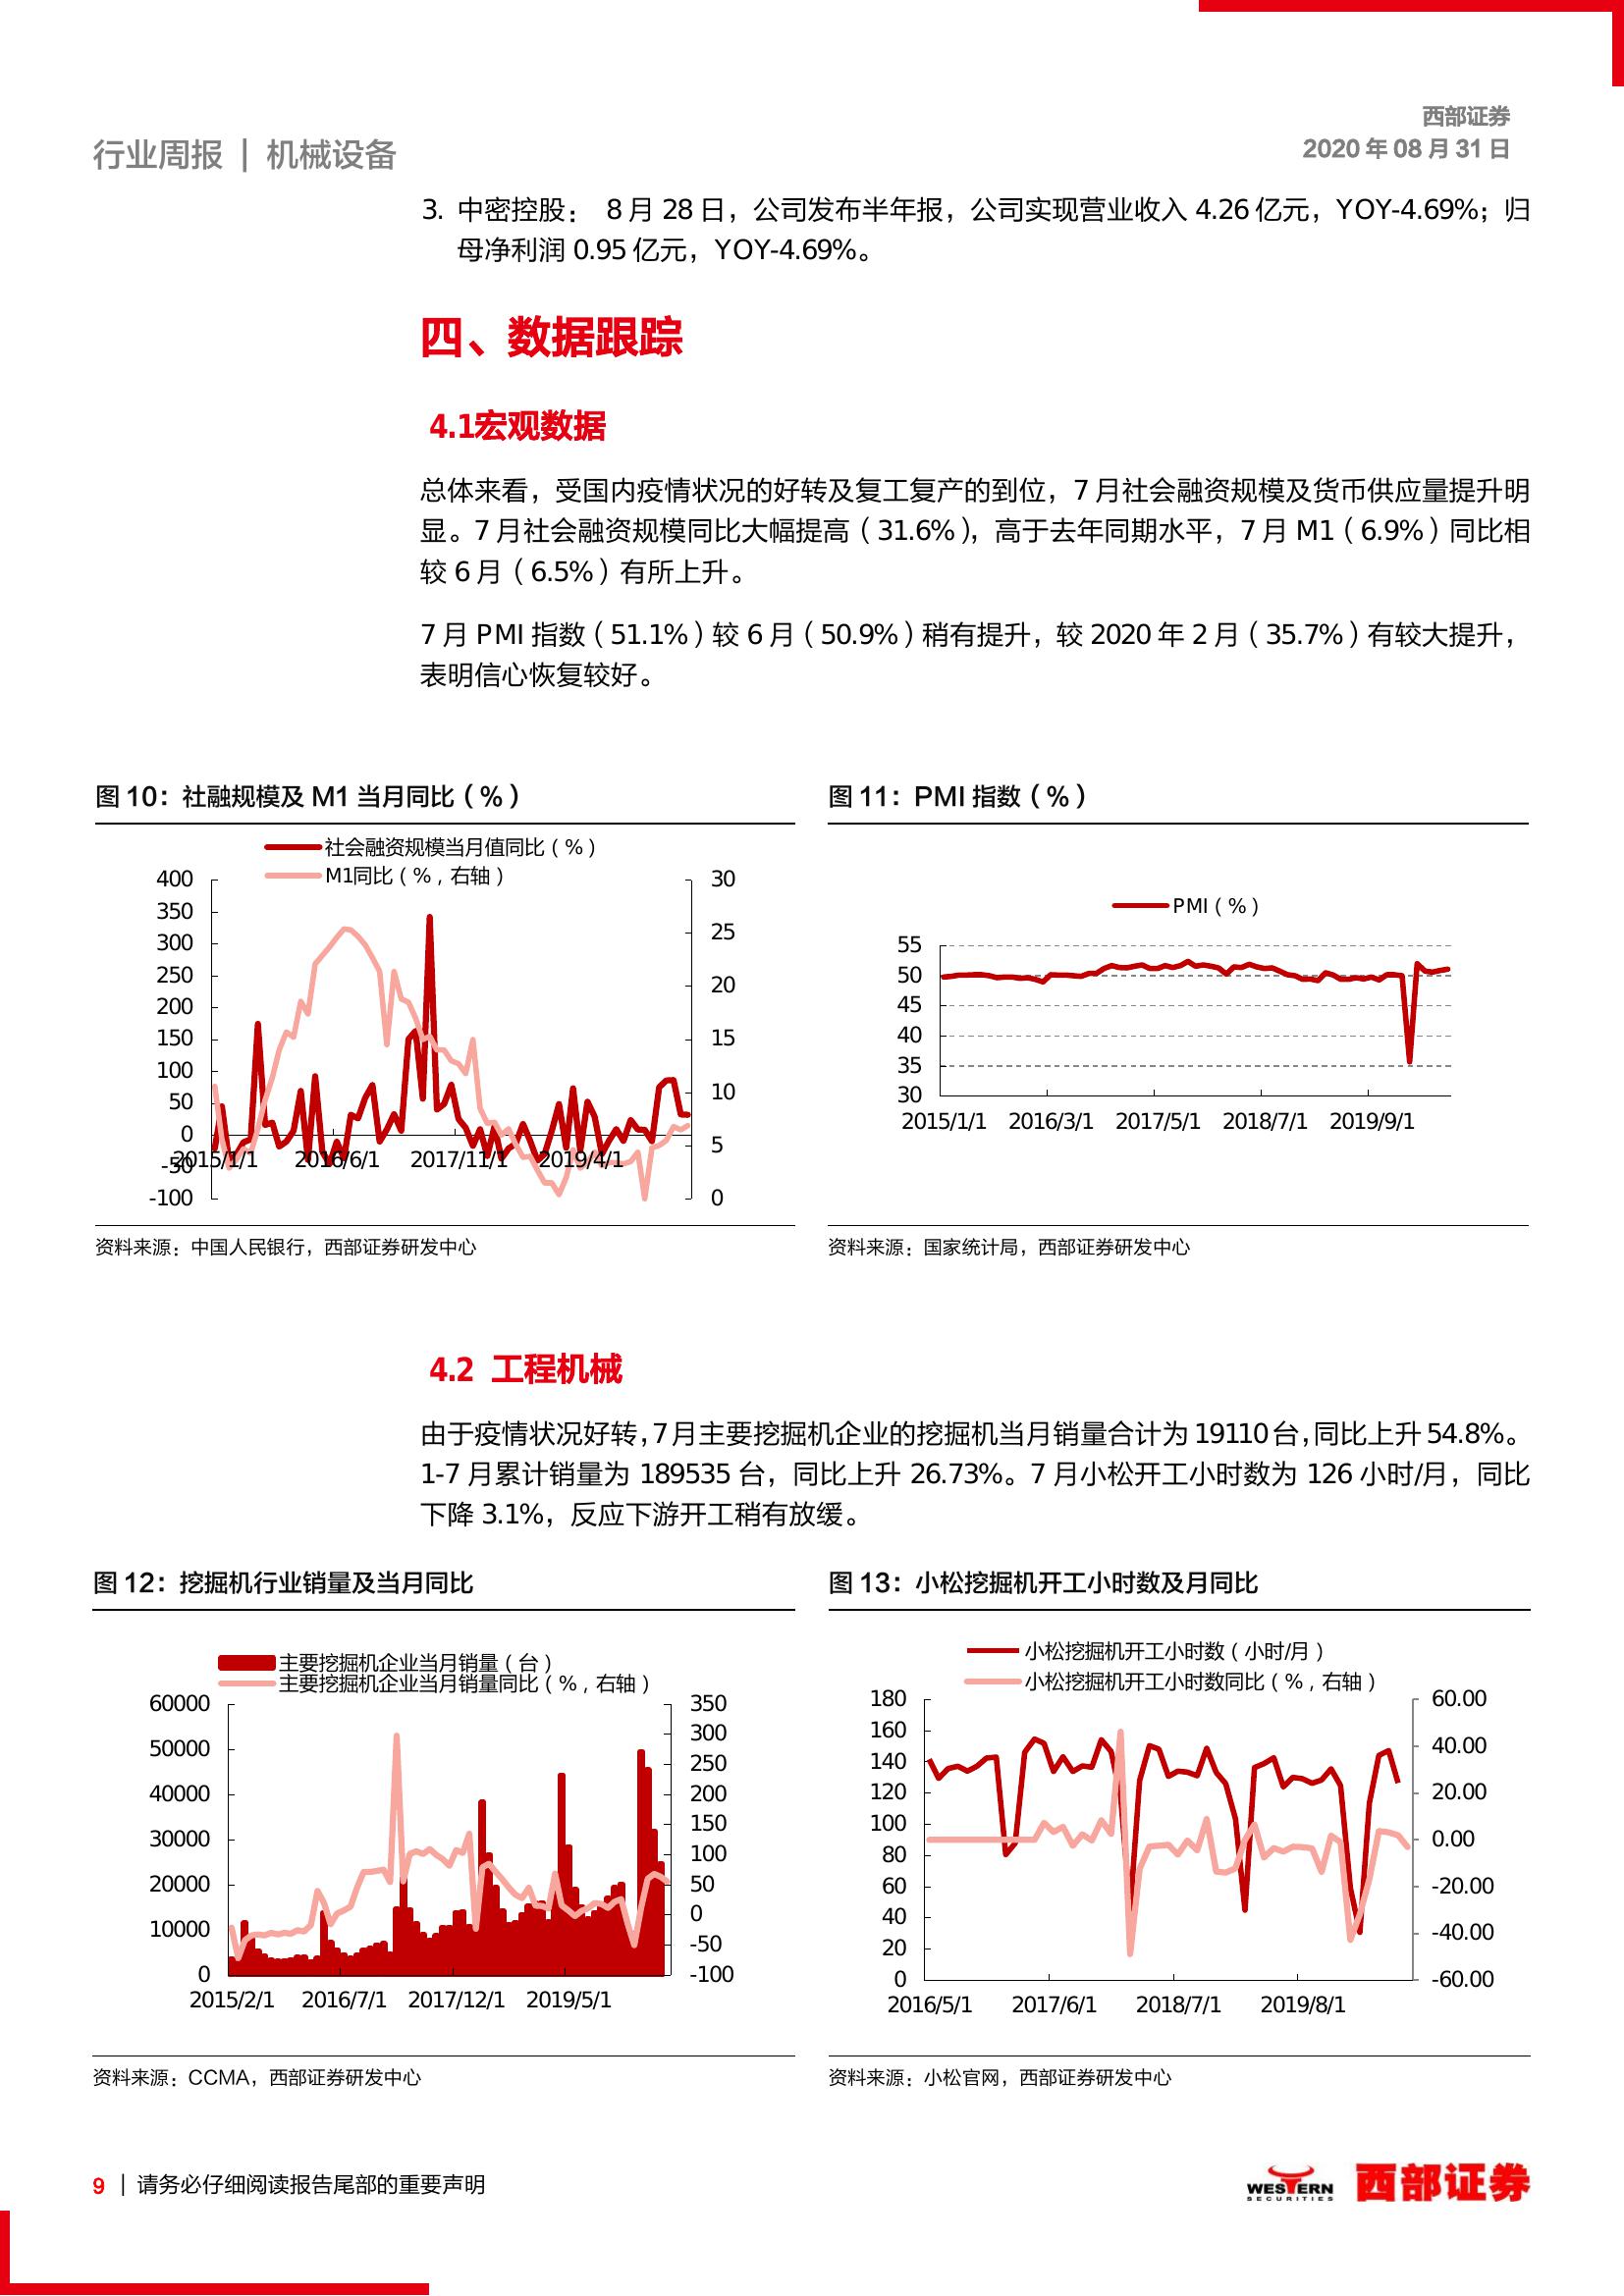 西部证券
行业周报 | 机械设备
2020 年 08 月 31 日
3. 中密控股： 8 月 28 日，公司发布半年报，公司实现营业收入 4.26 亿元，YOY-4.69%；归
母净利润 0.95 亿元，YOY-4.69%。
四、数据跟踪
4.1宏观数据
总体来看，受国内疫情状况的好转及复工复产的到位，7 月社会融资规模及货币供应量提升明
显。7 月社会融资规模同比大幅提高（31.6%），高于去年同期水平，7 月 M1（6.9%）同比相
较 6 月（6.5%）有所上升。
7 月 PMI 指数（51.1%）较 6 月（50.9%）稍有提升，较 2020 年 2 月（35.7%）有较大提升，
表明信心恢复较好。
图 10：社融规模及 M1 当月同比（%）
社会融资规模当月值同比（%）
M1同比（%，右轴）
400
350
300
250
200
150
100
50
0
-50
-100
30
25
20
15
10
5
0
2015/1/1 2016/6/1 2017/11/1 2019/4/1
资料来源：中国人民银行，西部证券研发中心
图 11：PMI 指数（%）
PMI（%）
55
50
45
40
35
30
2015/1/1 2016/3/1 2017/5/1 2018/7/1 2019/9/1
资料来源：国家统计局，西部证券研发中心
4.2 工程机械
由于疫情状况好转，7 月主要挖掘机企业的挖掘机当月销量合计为 19110 台，同比上升 54.8%。
1-7 月累计销量为 189535 台，同比上升 26.73%。7 月小松开工小时数为 126 小时/月，同比
下降 3.1%，反应下游开工稍有放缓。
图 12：挖掘机行业销量及当月同比
主要挖掘机企业当月销量（台）
主要挖掘机企业当月销量同比（%，右轴）
60000
50000
40000
30000
20000
10000
0
350
300
250
200
150
100
50
0
-50
-100
2015/2/1 2016/7/1 2017/12/1 2019/5/1
资料来源：CCMA，西部证券研发中心
图 13：小松挖掘机开工小时数及月同比
小松挖掘机开工小时数（小时/月）
小松挖掘机开工小时数同比（%，右轴）
180
160
140
120
100
80
60
40
20
0
60.00
40.00
20.00
0.00
-20.00
-40.00
-60.00
2016/5/1 2017/6/1 2018/7/1 2019/8/1
资料来源：小松官网，西部证券研发中心
9 | 请务必仔细阅读报告尾部的重要声明
WESTERN
SECURITIES
西部证券